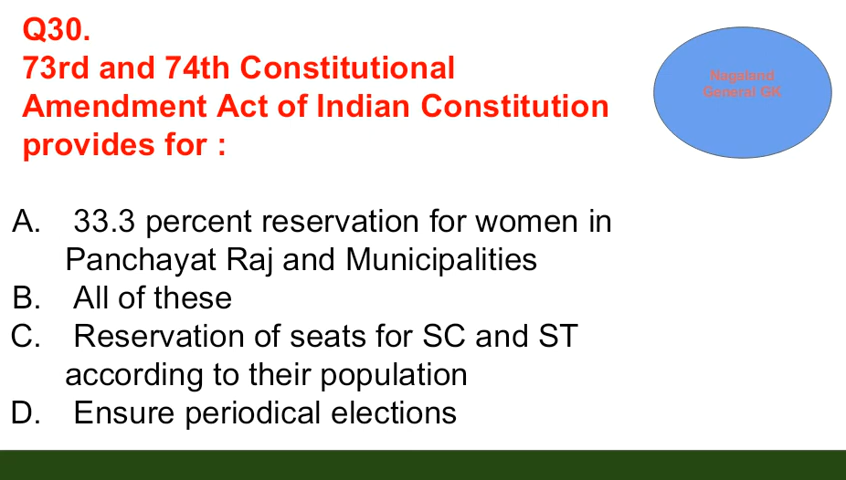 Q30.
73rd and 74th Constitutional
Amendment Act of Indian Constitution
provides for :
Nagaland
General GK
A. 33.3 percent reservation for women in
Panchayat Raj and Municipalities
B. All of these
C. Reservation of seats for SC and ST
according to their population
D. Ensure periodical elections